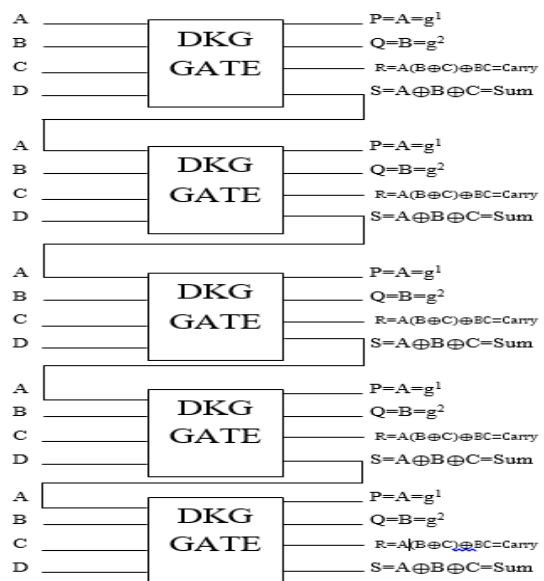 A P=A=g¹
DKG
B Q=B=g²
C GATE R=A(B⊕C)⊕BC=Carry
D S=A⊕B⊕C=Sum
A P=A=g¹
DKG
B Q=B=g²
C GATE R=A(B⊕C)⊕BC=Carry
D S=A⊕B⊕C=Sum
A P=A=g¹
DKG
B Q=B=g²
C GATE R=A(B⊕C)⊕BC=Carry
D S=A⊕B⊕C=Sum
A P=A=g¹
DKG
B Q=B=g²
C GATE R=A(B⊕C)⊕BC=Carry
D S=A⊕B⊕C=Sum
A P=A=g¹
DKG
B Q=B=g²
C GATE R=A(B⊕C)⊕BC=Carry
D S=A⊕B⊕C=Sum